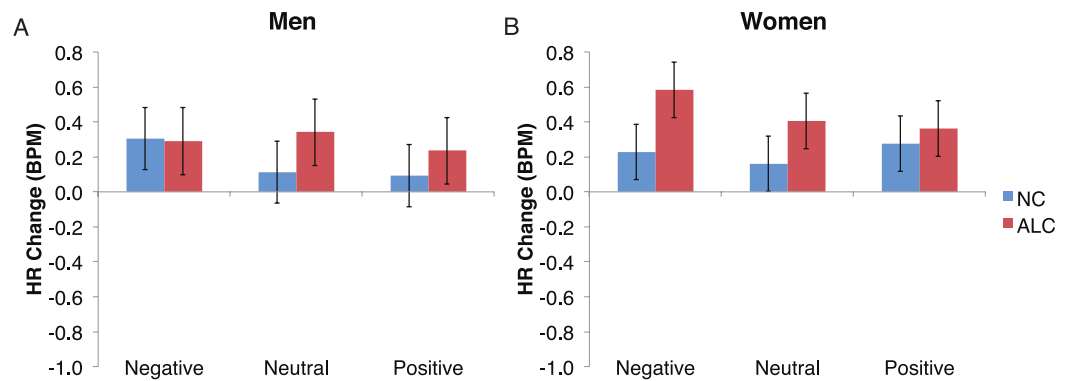 A
Men
HR Change (BPM)
0.8
0.6
0.4
0.2
0.0
-0.2
-0.4
-0.6
-0.8
-1.0
Negative Neutral Positive
B
Women
HR Change (BPM)
0.8
0.6
0.4
0.2
0.0
-0.2
-0.4
-0.6
-0.8
-1.0
Negative Neutral Positive
NC
ALC